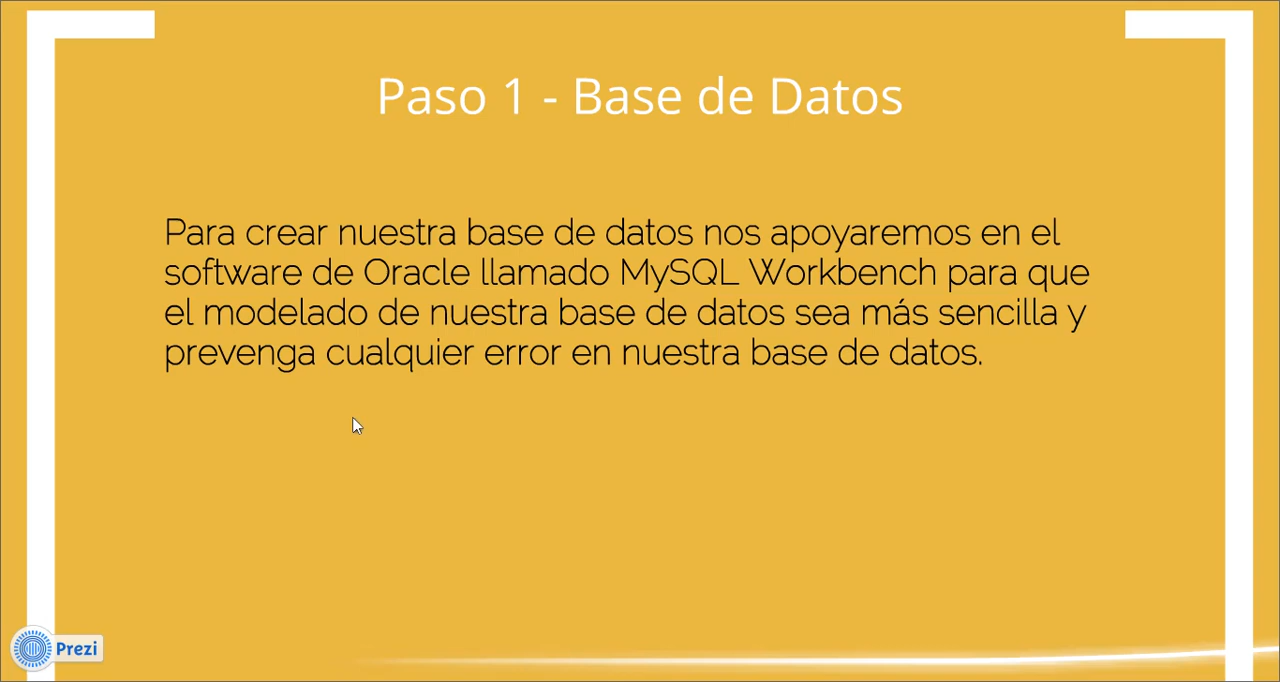 Paso 1 - Base de Datos
Para crear nuestra base de datos nos apoyaremos en el
software de Oracle llamado MySQL Workbench para que
el modelado de nuestra base de datos sea más sencilla y
prevenga cualquier error en nuestra base de datos.
Prezi